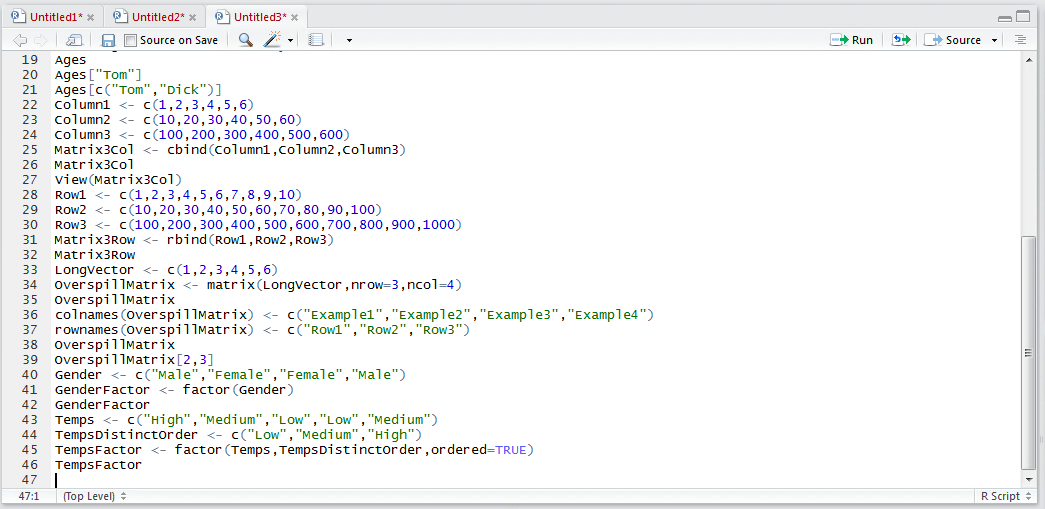 Untitled1* Untitled2* Untitled3*
Source on Save Run Source
19 Ages
20 Ages["Tom"]
21 Ages[c("Tom","Dick")]
22 Column1 <- c(1,2,3,4,5,6)
23 Column2 <- c(10,20,30,40,50,60)
24 Column3 <- c(100,200,300,400,500,600)
25 Matrix3Col <- cbind(Column1,Column2,Column3)
26 Matrix3Col
27 View(Matrix3Col)
28 Row1 <- c(1,2,3,4,5,6,7,8,9,10)
29 Row2 <- c(10,20,30,40,50,60,70,80,90,100)
30 Row3 <- c(100,200,300,400,500,600,700,800,900,1000)
31 Matrix3Row <- rbind(Row1,Row2,Row3)
32 Matrix3Row
33 LongVector <- c(1,2,3,4,5,6)
34 OverspillMatrix <- matrix(LongVector,nrow=3,ncol=4)
35 OverspillMatrix
36 colnames(OverspillMatrix) <- c("Example1","Example2","Example3","Example4")
37 rownames(OverspillMatrix) <- c("Row1","Row2","Row3")
38 OverspillMatrix
39 OverspillMatrix[2,3]
40 Gender <- c("Male","Female","Female","Male")
41 GenderFactor <- factor(Gender)
42 GenderFactor
43 Temps <- c("High","Medium","Low","Low","Medium")
44 TempsDistinctOrder <- c("Low","Medium","High")
45 TempsFactor <- factor(Temps,TempsDistinctOrder,ordered=TRUE)
46 TempsFactor
47
47:1 (Top Level) R Script